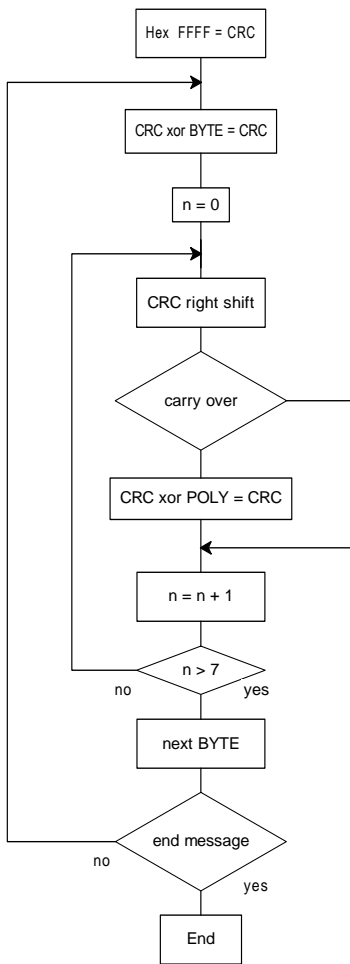 Hex FFFF = CRC
CRC xor BYTE = CRC
n = 0
CRC right shift
carry over
CRC xor POLY = CRC
n = n + 1
n > 7
no
yes
next BYTE
end message
no
yes
End